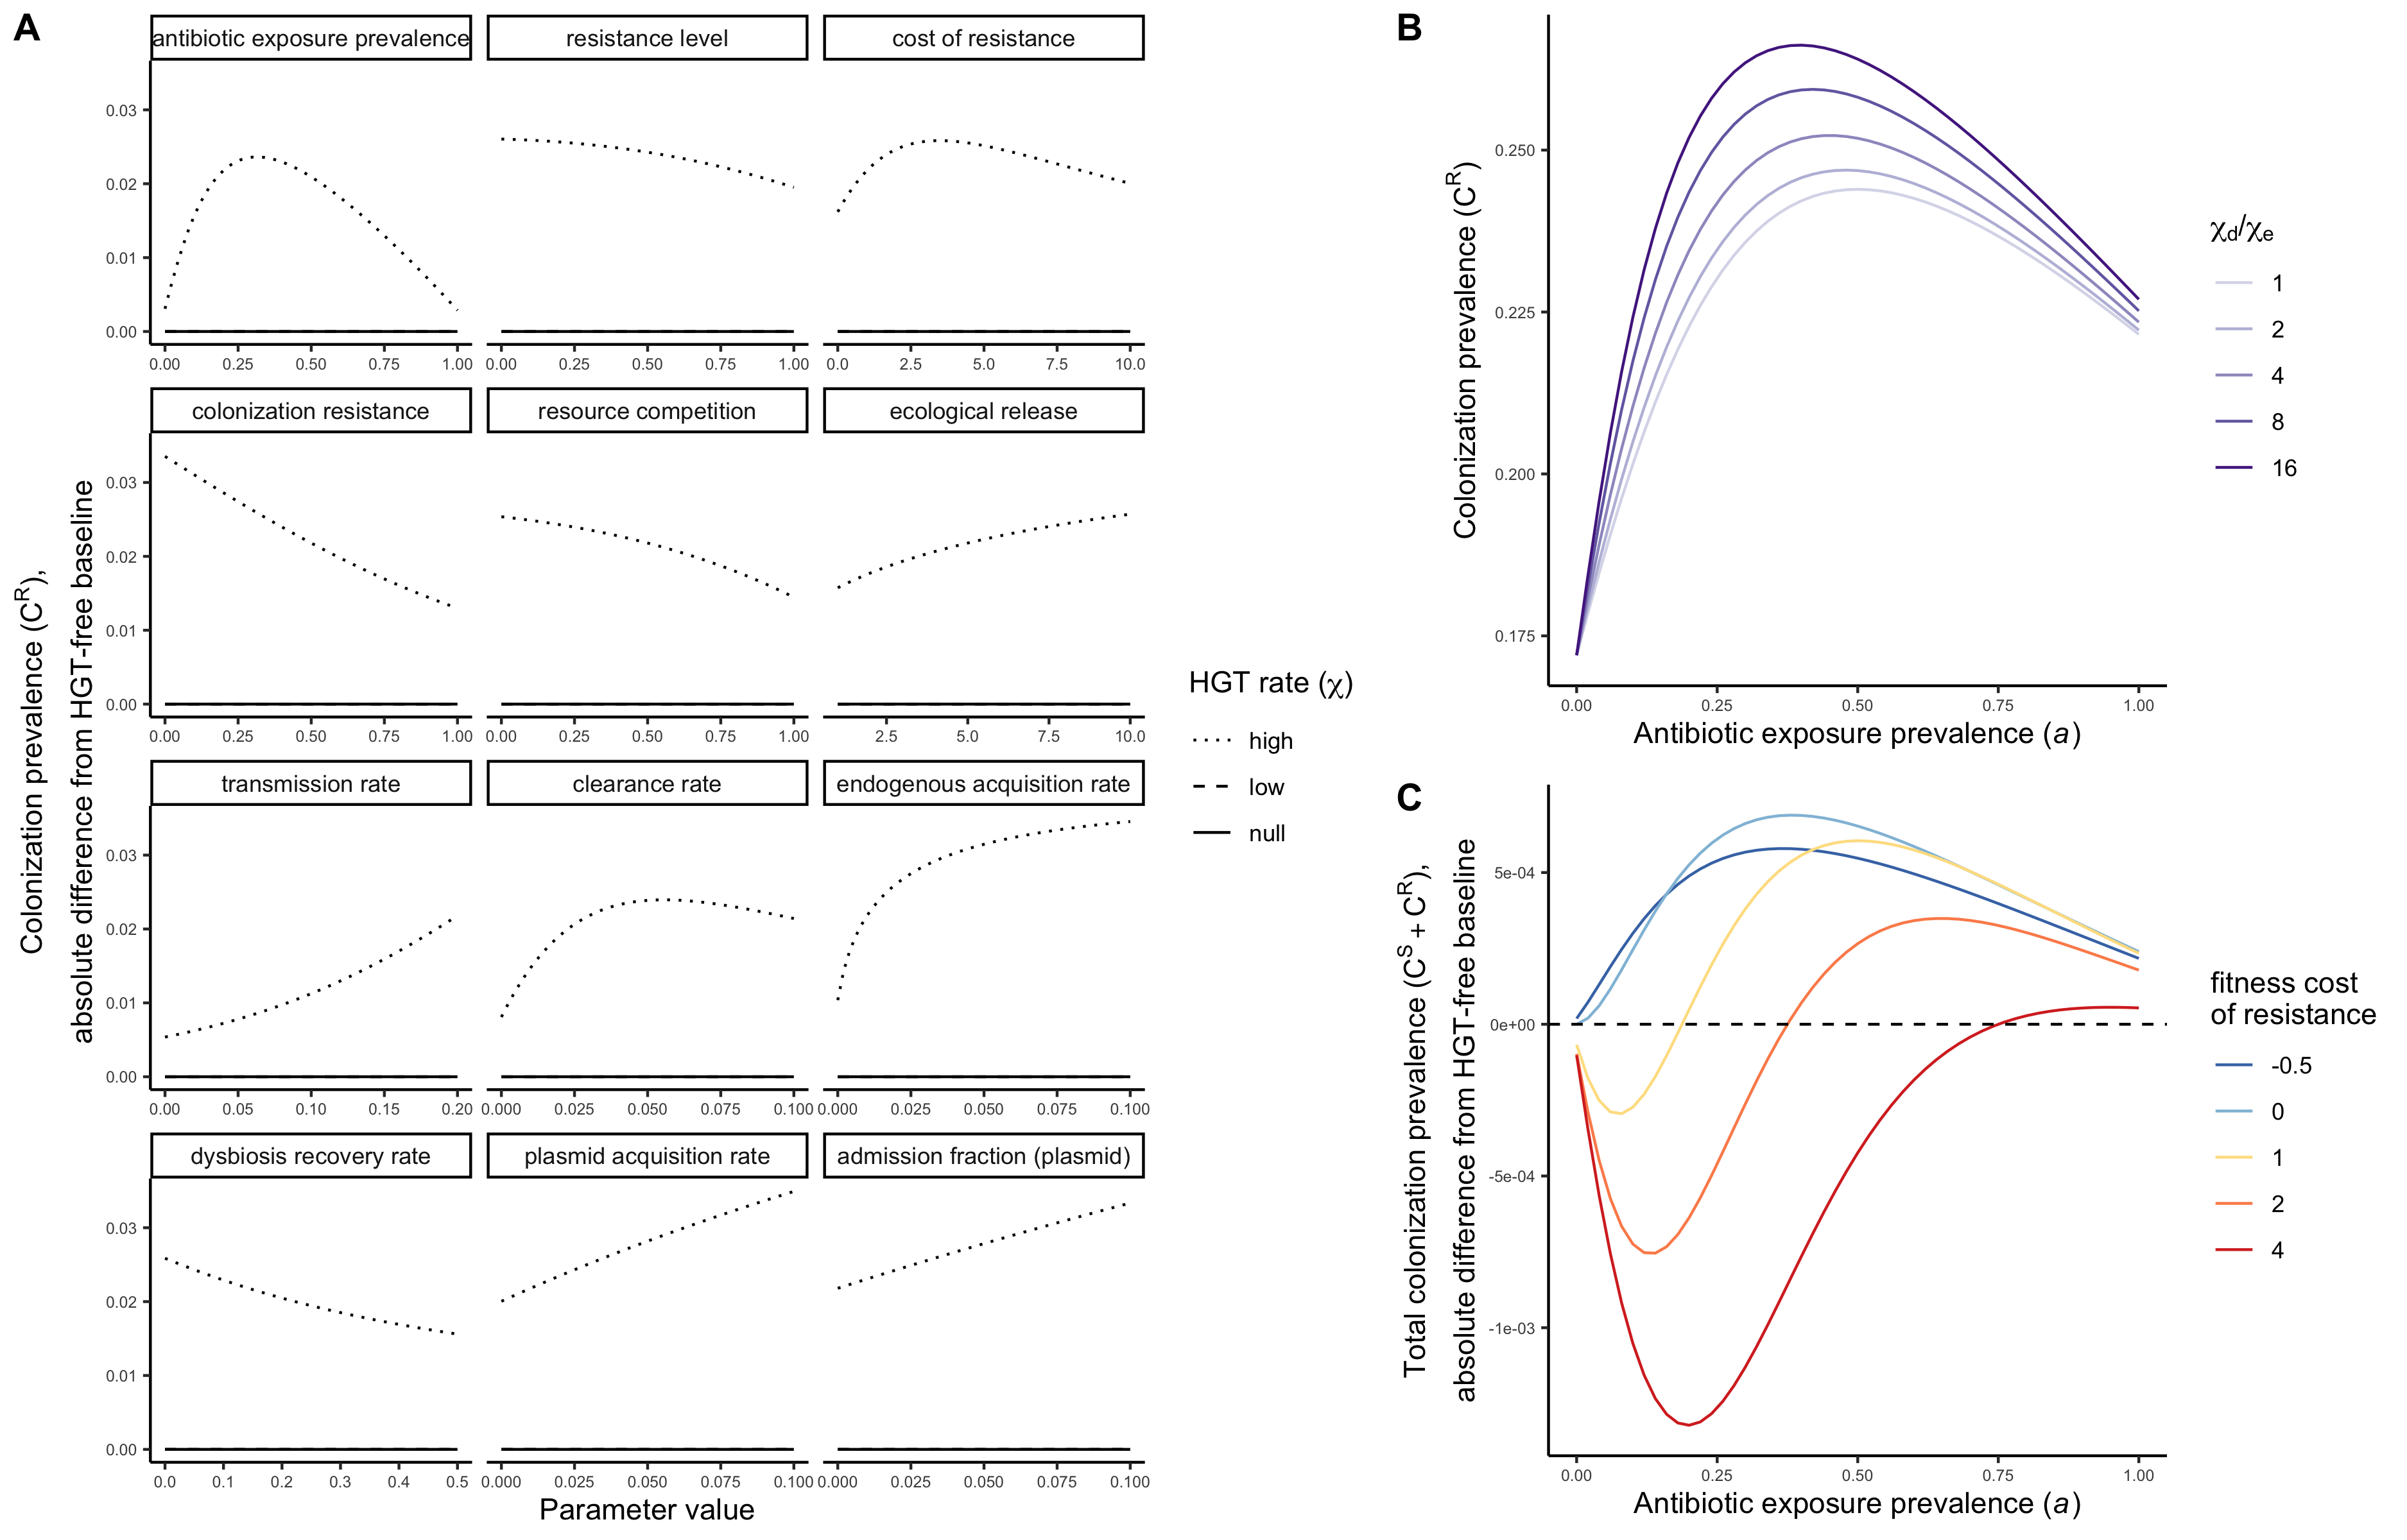 A
antibiotic exposure prevalence
resistance level
cost of resistance
0.03
0.02
0.01
0.00
0.00 0.25 0.50 0.75 1.00
0.00 0.25 0.50 0.75 1.00
0.0 2.5 5.0 7.5 10.0
colonization resistance
resource competition
ecological release
0.03
0.02
0.01
0.00
0.00 0.25 0.50 0.75 1.00
0.00 0.25 0.50 0.75 1.00
2.5 5.0 7.5 10.0
transmission rate
clearance rate
endogenous acquisition rate
0.03
0.02
0.01
0.00
0.00 0.05 0.10 0.15 0.20
0.000 0.025 0.050 0.075 0.100
0.000 0.025 0.050 0.075 0.100
dysbiosis recovery rate
plasmid acquisition rate
admission fraction (plasmid)
0.03
0.02
0.01
0.00
0.0 0.1 0.2 0.3 0.4 0.5
0.000 0.025 0.050 0.075 0.100
0.000 0.025 0.050 0.075 0.100
Parameter value
Colonization prevalence (C^R),
absolute difference from HGT-free baseline
HGT rate (χ)
high
low
null
B
Colonization prevalence (C^R)
0.250
0.225
0.200
0.175
0.00 0.25 0.50 0.75 1.00
Antibiotic exposure prevalence (a)
χd/χe
1
2
4
8
16
C
Total colonization prevalence (C^S + C^R),
absolute difference from HGT-free baseline
5e-04
0e+00
-5e-04
-1e-03
0.00 0.25 0.50 0.75 1.00
Antibiotic exposure prevalence (a)
fitness cost
of resistance
-0.5
0
1
2
4